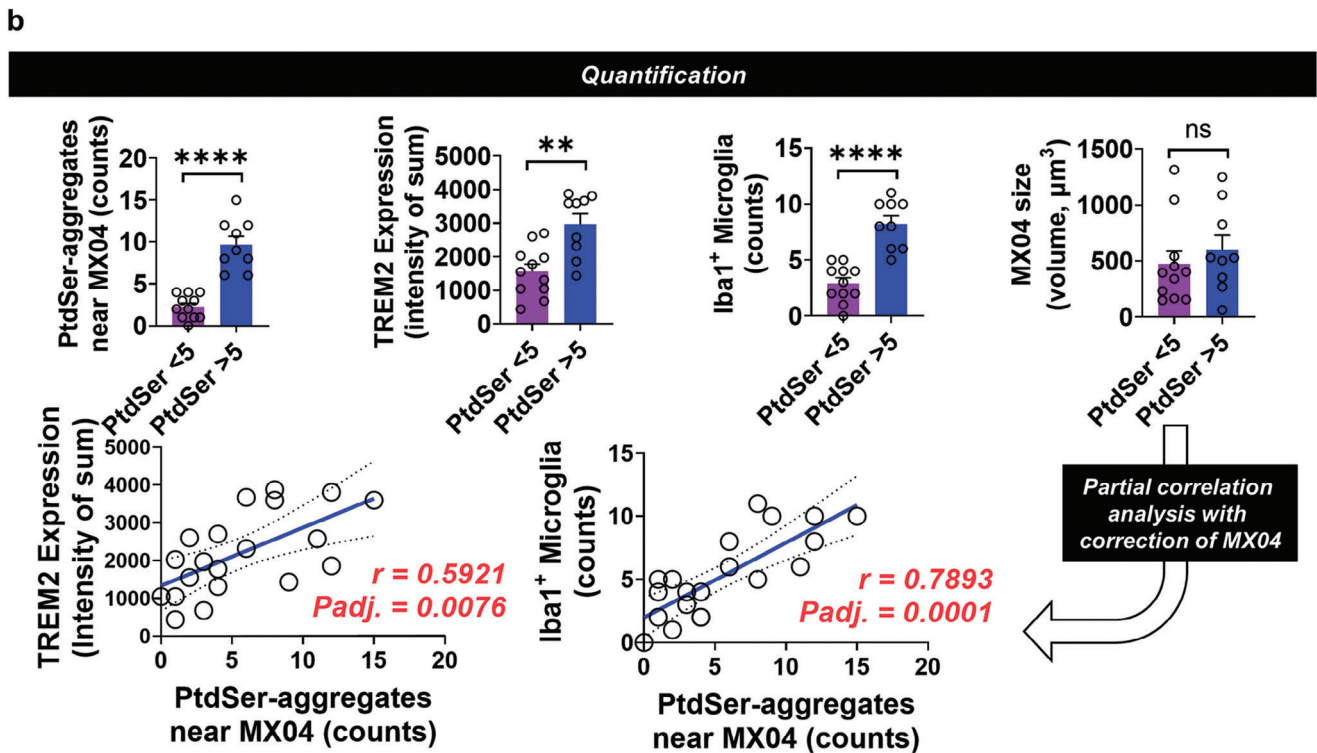 b
Quantification
PtdSer-aggregates
near MX04 (counts)
20
15
10
5
0
****
PtdSer <5
PtdSer >5
TREM2 Expression
(intensity of sum)
5000
4000
3000
2000
1000
0
**
PtdSer <5
PtdSer >5
Iba1⁺ Microglia
(counts)
15
10
5
0
****
PtdSer <5
PtdSer >5
MX04 size
(volume, µm³)
1500
1000
500
0
ns
PtdSer <5
PtdSer >5
TREM2 Expression
(Intensity of sum)
5000
4000
3000
2000
1000
0
r = 0.5921
Padj. = 0.0076
0 5 10 15 20
PtdSer-aggregates
near MX04 (counts)
Iba1⁺ Microglia
(counts)
15
10
5
0
r = 0.7893
Padj. = 0.0001
0 5 10 15 20
PtdSer-aggregates
near MX04 (counts)
Partial correlation
analysis with
correction of MX04